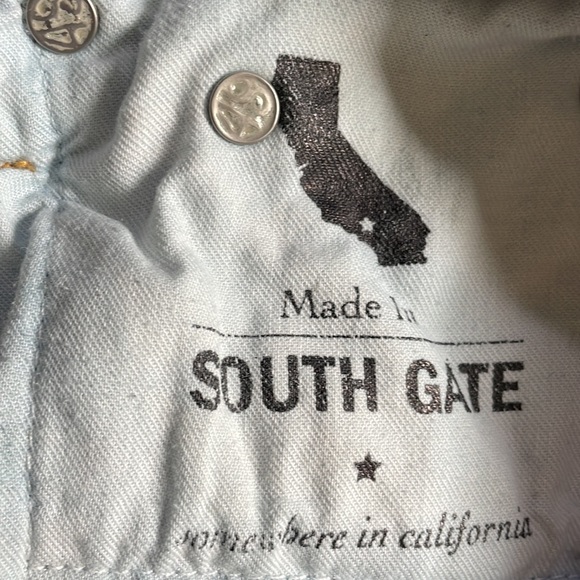 Made In
SOUTH GATE
somewhere in california